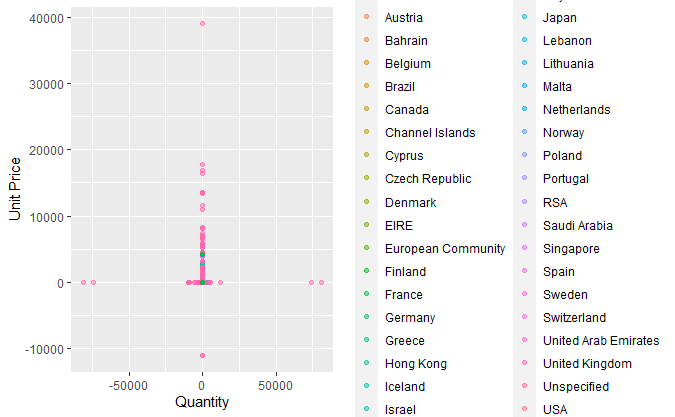 40000
30000
20000
10000
0
-10000
Unit Price
-50000
0
50000
Quantity
Austria
Bahrain
Belgium
Brazil
Canada
Channel Islands
Cyprus
Czech Republic
Denmark
EIRE
European Community
Finland
France
Germany
Greece
Hong Kong
Iceland
Israel
Japan
Lebanon
Lithuania
Malta
Netherlands
Norway
Poland
Portugal
RSA
Saudi Arabia
Singapore
Spain
Sweden
Switzerland
United Arab Emirates
United Kingdom
Unspecified
USA